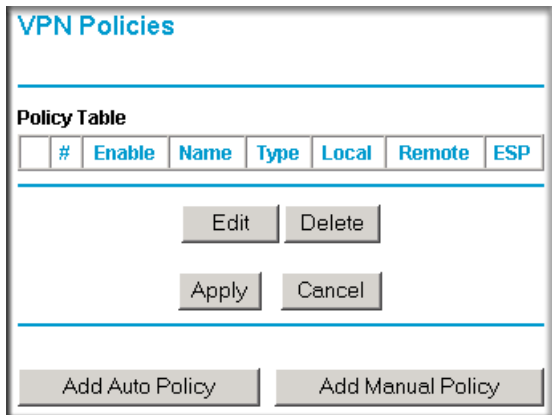 VPN Policies
Policy Table
# Enable Name Type Local Remote ESP
Edit Delete
Apply Cancel
Add Auto Policy Add Manual Policy